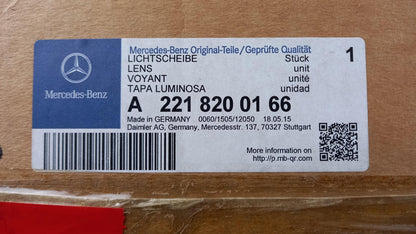 Mercedes-Benz
Mercedes-Benz Original-Teile/Geprüfte Qualität
LICHTSCHEIBE Stück 1
LENS unit
VOYANT unité
TAPA LUMINOSA unidad
A 221 820 01 66
Made in GERMANY 0060/1505/12050 18.05.15
Daimler AG, Germany, Mercedesstr. 137, 70327 Stuttgart
More information on
http://p.mb-qr.com/